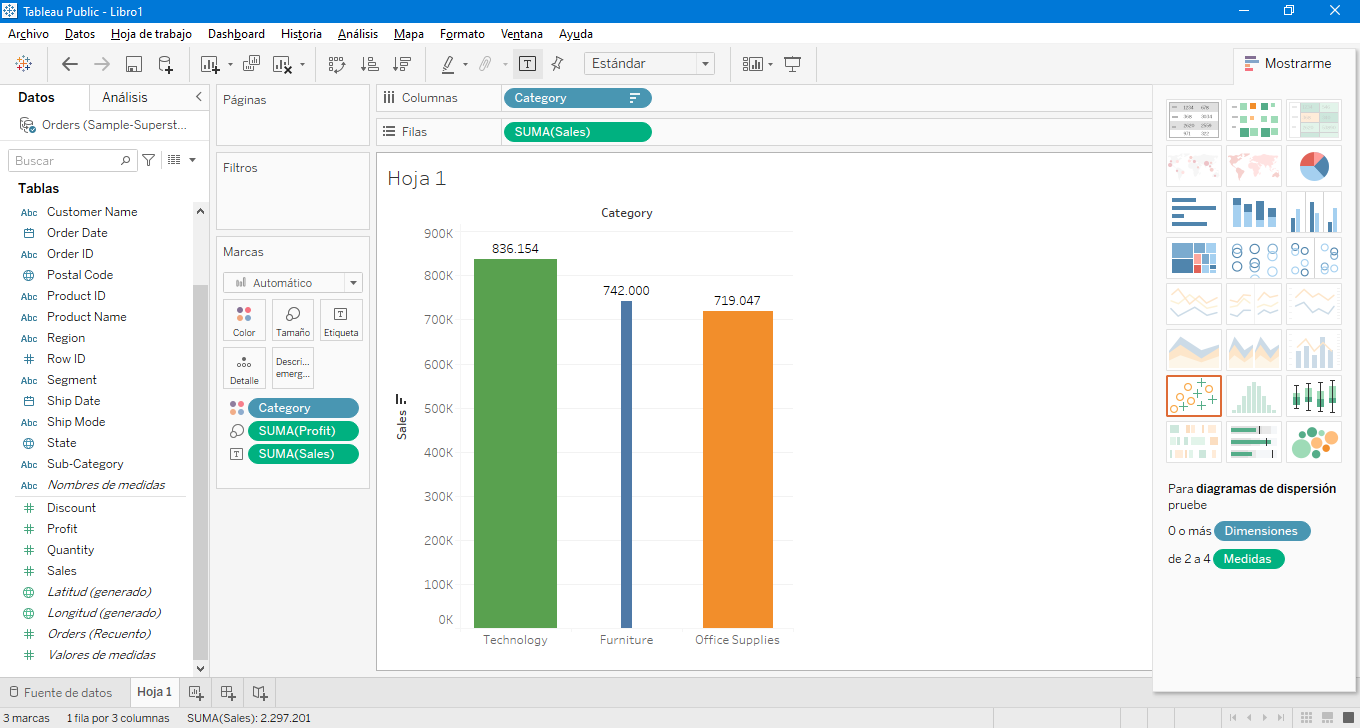 Tableau Public - Libro1
Archivo Datos Hoja de trabajo Dashboard Historia Análisis Mapa Formato Ventana Ayuda
Estándar
Mostrarme
Datos Análisis
Orders (Sample-Superst...
Buscar
Tablas
Abc Customer Name
Order Date
Abc Order ID
Postal Code
Abc Product ID
Abc Product Name
Abc Region
Row ID
Abc Segment
Ship Date
Abc Ship Mode
State
Abc Sub-Category
Abc Nombres de medidas
Discount
Profit
Quantity
Sales
Latitud (generado)
Longitud (generado)
Orders (Recuento)
Valores de medidas
Páginas
Filtros
Marcas
Automático
Color Tamaño Etiqueta
Detalle Descri... emerg...
Category
SUMA(Profit)
SUMA(Sales)
Columnas Category
Filas SUMA(Sales)
Hoja 1
Category
900K
800K
700K
600K
500K
400K
300K
200K
100K
0K
Sales
836.154
742.000
719.047
Technology Furniture Office Supplies
Para diagramas de dispersión
pruebe
0 o más Dimensiones
de 2 a 4 Medidas
Fuente de datos Hoja 1
3 marcas 1 fila por 3 columnas SUMA(Sales): 2.297.201